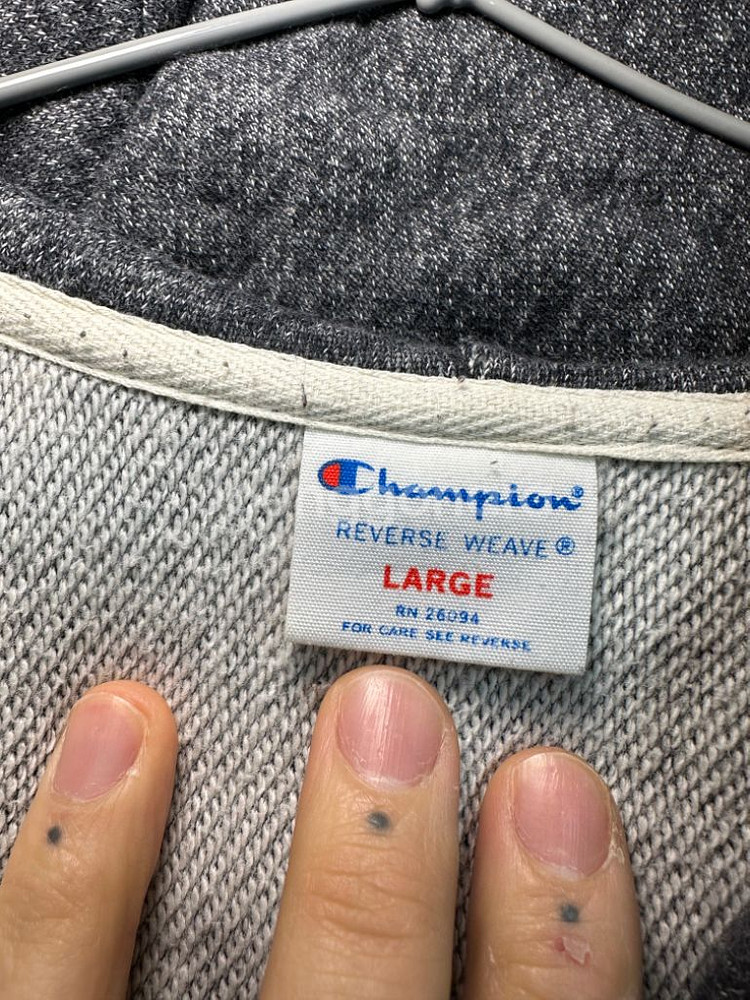 Champion®
REVERSE WEAVE ®
LARGE
RN 26094
FOR CARE SEE REVERSE